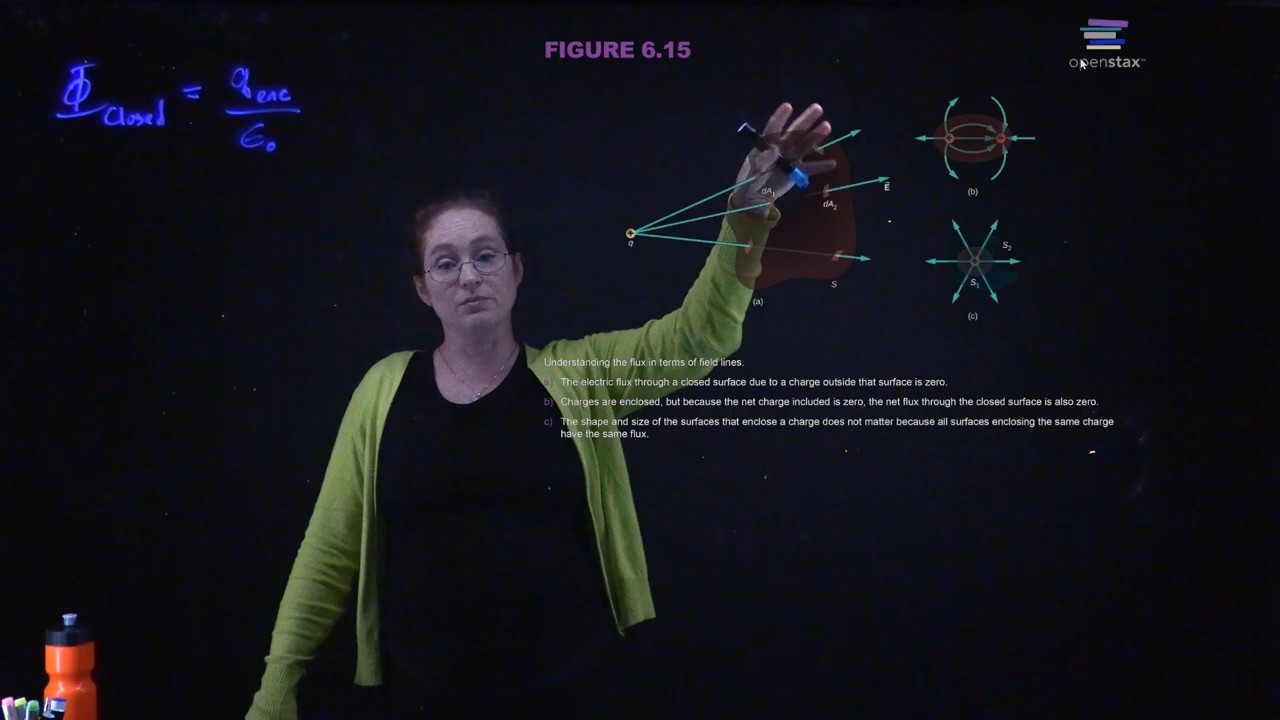 FIGURE 6.15
openstax™
Φ Closed = q enc / ε₀
dA₁
dA₂
E⃗
q
S
(a)
(b)
S₂
S₁
(c)
Understanding the flux in terms of field lines.
a) The electric flux through a closed surface due to a charge outside that surface is zero.
b) Charges are enclosed, but because the net charge included is zero, the net flux through the closed surface is also zero.
c) The shape and size of the surfaces that enclose a charge does not matter because all surfaces enclosing the same charge
have the same flux.